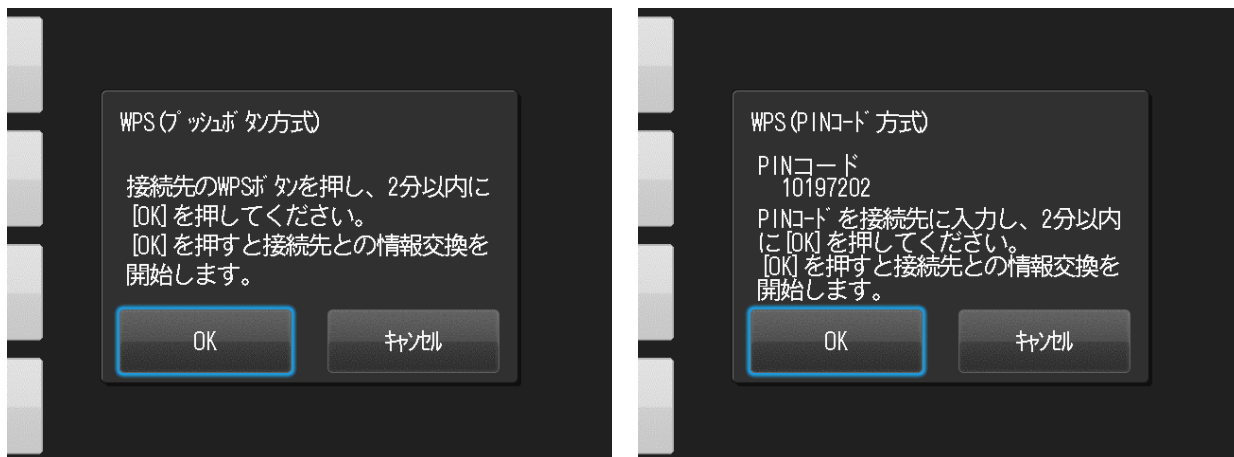 WPS(プッシュボタン方式)
接続先のWPSボタンを押し、2分以内に
[OK]を押してください。
[OK]を押すと接続先との情報交換を
開始します。
OK
キャンセル
WPS(PINコード方式)
PINコード
10197202
PINコードを接続先に入力し、2分以内
に[OK]を押してください。
[OK]を押すと接続先との情報交換を
開始します。
OK
キャンセル